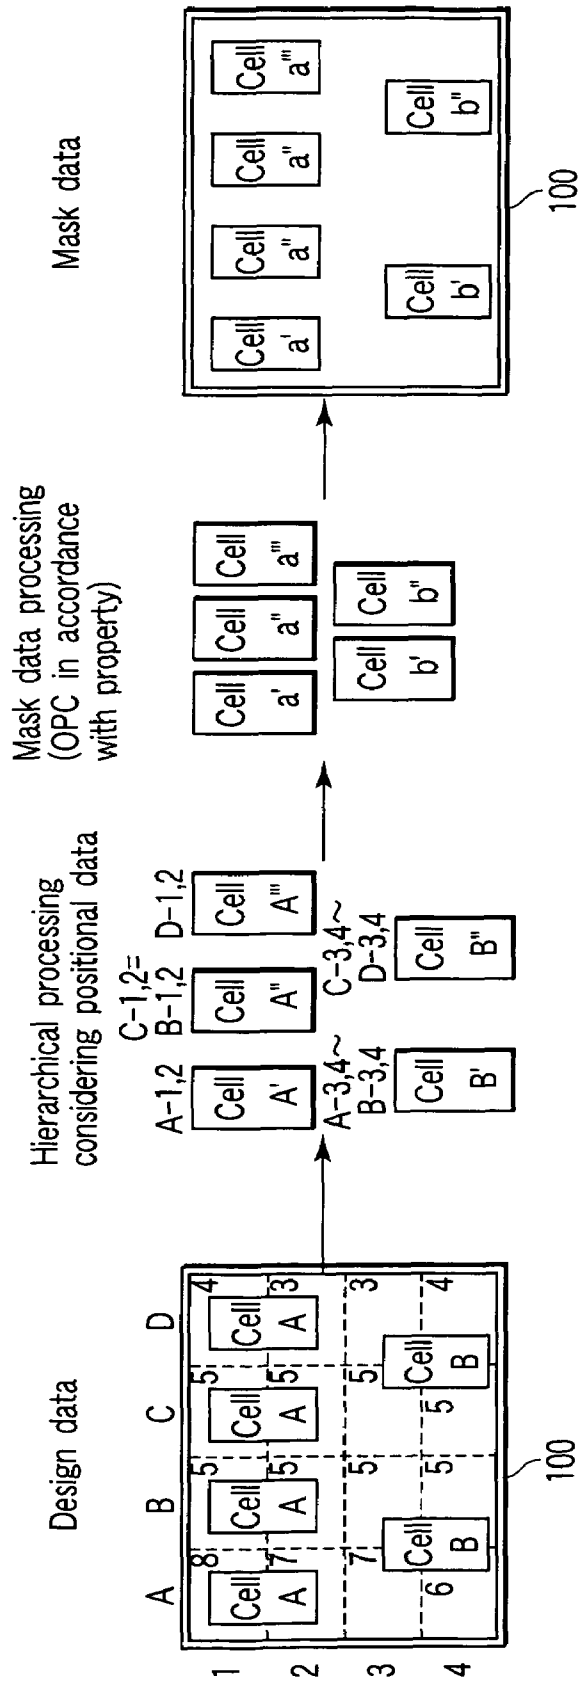 Design data
A B C D
1
8 5 5 4
Cell Cell Cell Cell
A A A A
2
7 5 5 3
3
7 5 5 3
Cell Cell
B B
4
6 5 5 4
100
Hierarchical processing
considering positional data
C-1,2=
A-1,2 B-1,2 D-1,2
Cell Cell Cell
A' A'' A'''
A-3,4~ C-3,4~
B-3,4 D-3,4
Cell Cell
B' B''
Mask data processing
(OPC in accordance
with property)
Cell Cell Cell
a' a'' a'''
Cell Cell
b' b''
Mask data
Cell Cell Cell Cell
a' a'' a'' a'''
Cell Cell
b' b''
100